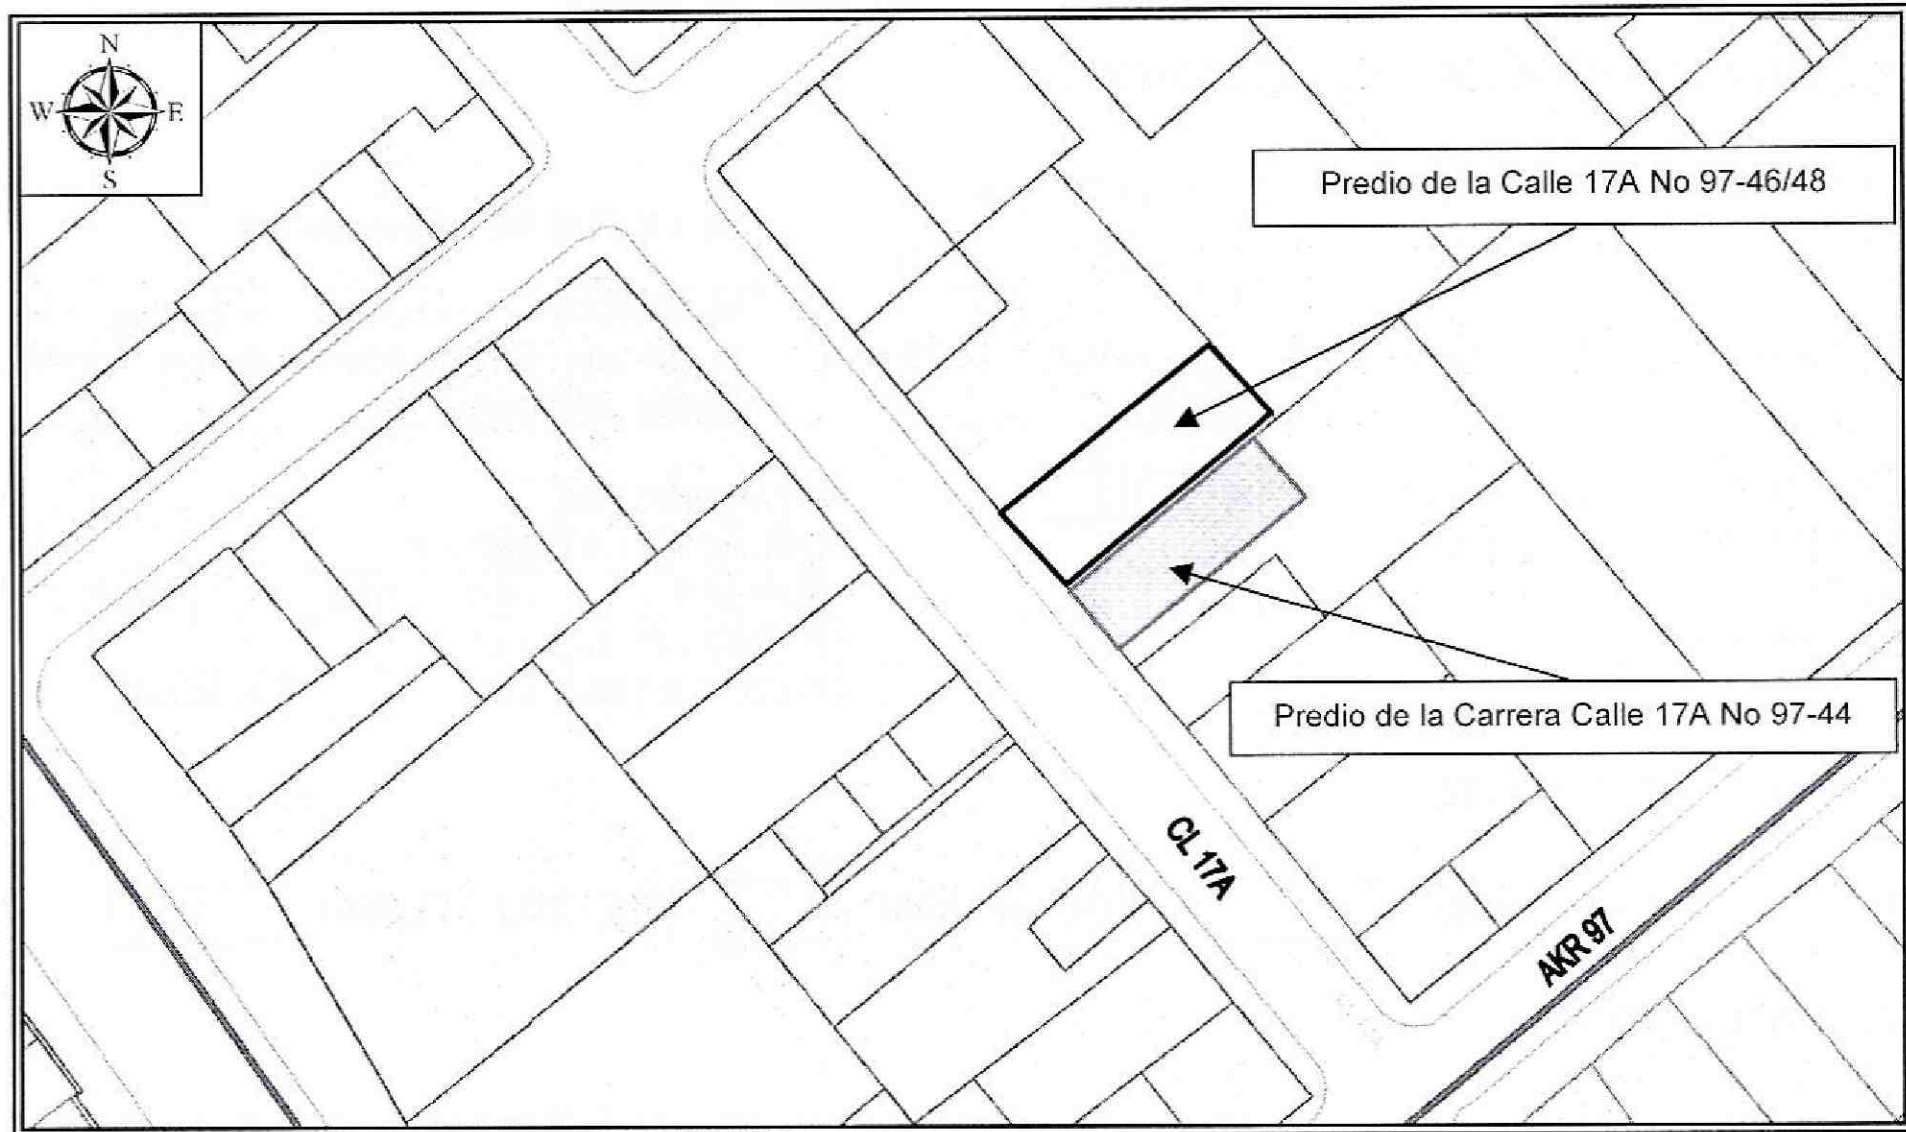 N
W E
S
Predio de la Calle 17A No 97-46/48
Predio de la Carrera Calle 17A No 97-44
CL 17A
AKR 97